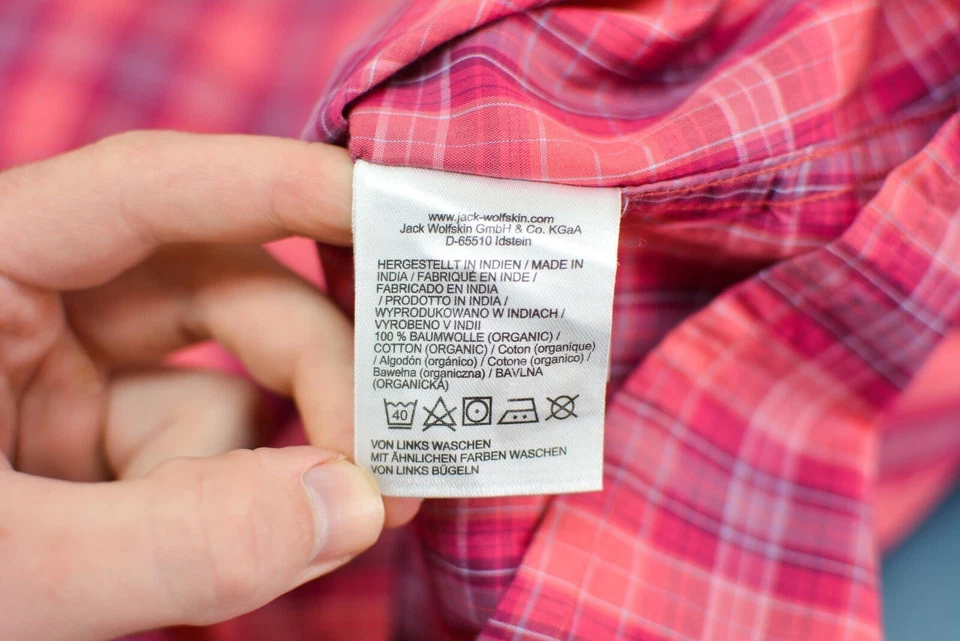 www.jack-wolfskin.com
Jack Wolfskin GmbH & Co. KGaA
D-65510 Idstein
HERGESTELLT IN INDIEN / MADE IN
INDIA / FABRIQUÉ EN INDE /
FABRICADO EN INDIA
/ PRODOTTO IN INDIA /
WYPRODUKOWANO W INDIACH /
VYROBENO V INDII
100 % BAUMWOLLE (ORGANIC) /
COTTON (ORGANIC) / Coton (organique)
/ Algodón (orgánico) / Cotone (organico) /
Bawełna (organiczna) / BAVLNA
(ORGANICKÁ)
40
VON LINKS WASCHEN
MIT ÄHNLICHEN FARBEN WASCHEN
VON LINKS BÜGELN